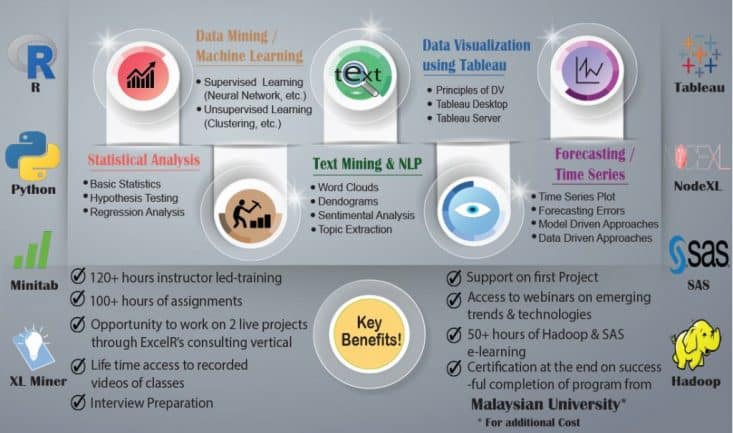 R
Python
Minitab
XL Miner
Statistical Analysis
• Basic Statistics
• Hypothesis Testing
• Regression Analysis
Data Mining /
Machine Learning
• Supervised Learning
(Neural Network, etc.)
• Unsupervised Learning
(Clustering, etc.)
text
Text Mining & NLP
• Word Clouds
• Dendograms
• Sentimental Analysis
• Topic Extraction
Data Visualization
using Tableau
• Principles of DV
• Tableau Desktop
• Tableau Server
Forecasting /
Time Series
• Time Series Plot
• Forecasting Errors
• Model Driven Approaches
• Data Driven Approaches
Tableau
NODEXL
NodeXL
sas
SAS
Hadoop
120+ hours instructor led-training
100+ hours of assignments
Opportunity to work on 2 live projects
through ExcelR's consulting vertical
Life time access to recorded
videos of classes
Interview Preparation
Key
Benefits!
Support on first Project
Access to webinars on emerging
trends & technologies
50+ hours of Hadoop & SAS
e-learning
Certification at the end on success
-ful completion of program from
Malaysian University*
* For additional Cost